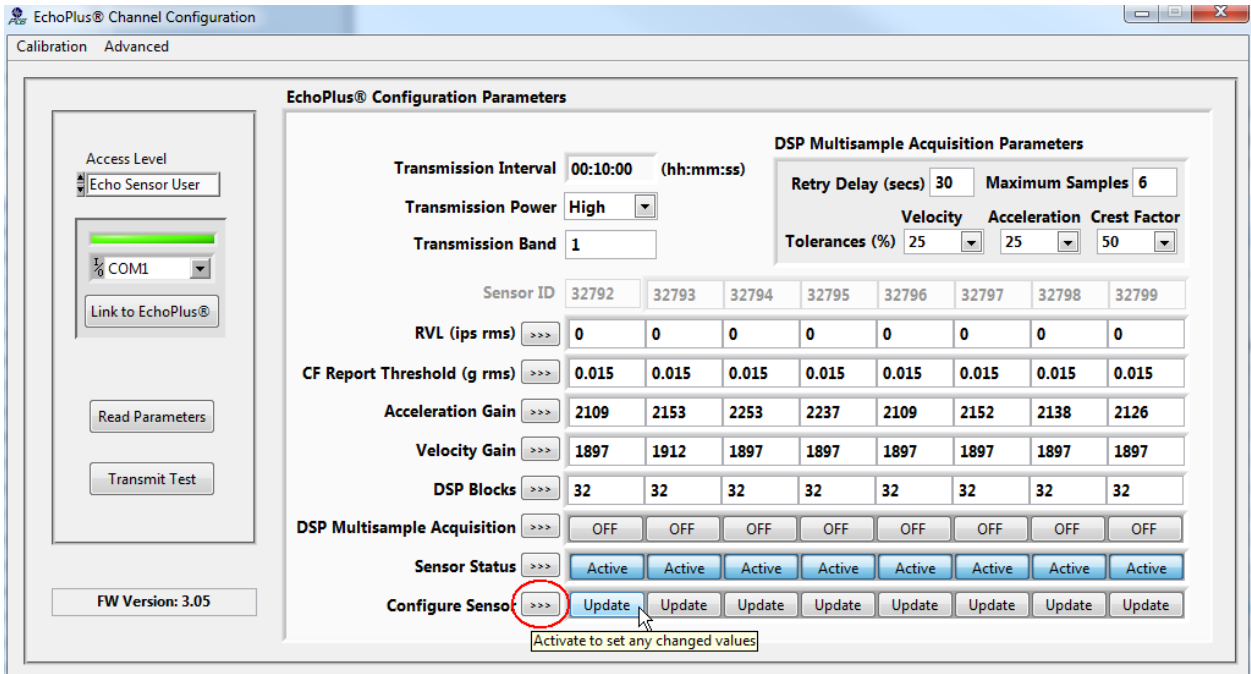 EchoPlus® Channel Configuration
Calibration Advanced
EchoPlus® Configuration Parameters
Access Level
Echo Sensor User
COM1
Link to EchoPlus®
Read Parameters
Transmit Test
FW Version: 3.05
Transmission Interval 00:10:00 (hh:mm:ss)
Transmission Power High
Transmission Band 1
DSP Multisample Acquisition Parameters
Retry Delay (secs) 30 Maximum Samples 6
Velocity Acceleration Crest Factor
Tolerances (%) 25 25 50
Sensor ID 32792 32793 32794 32795 32796 32797 32798 32799
RVL (ips rms) >>> 0 0 0 0 0 0 0 0
CF Report Threshold (g rms) >>> 0.015 0.015 0.015 0.015 0.015 0.015 0.015 0.015
Acceleration Gain >>> 2109 2153 2253 2237 2109 2152 2138 2126
Velocity Gain >>> 1897 1912 1897 1897 1897 1897 1897 1897
DSP Blocks >>> 32 32 32 32 32 32 32 32
DSP Multisample Acquisition >>> OFF OFF OFF OFF OFF OFF OFF OFF
Sensor Status >>> Active Active Active Active Active Active Active Active
Configure Sensor >>> Update Update Update Update Update Update Update Update
Activate to set any changed values